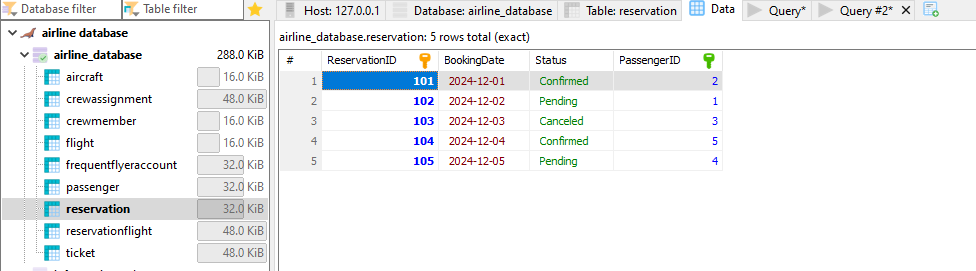 Database filter Table filter Host: 127.0.0.1 Database: airline_database Table: reservation Data Query* Query #2* ×
airline database
airline_database 288.0 KiB
aircraft 16.0 KiB
crewassignment 48.0 KiB
crewmember 16.0 KiB
flight 16.0 KiB
frequentflyeraccount 32.0 KiB
passenger 32.0 KiB
reservation 32.0 KiB
reservationflight 48.0 KiB
ticket 48.0 KiB
airline_database.reservation: 5 rows total (exact)
# ReservationID BookingDate Status PassengerID
1 101 2024-12-01 Confirmed 2
2 102 2024-12-02 Pending 1
3 103 2024-12-03 Canceled 3
4 104 2024-12-04 Confirmed 5
5 105 2024-12-05 Pending 4